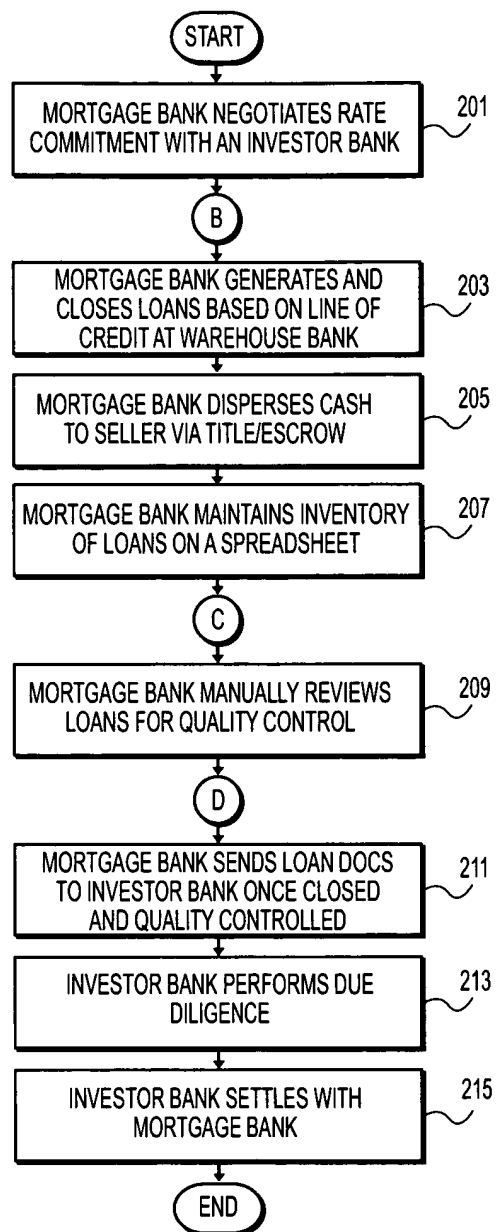 START
MORTGAGE BANK NEGOTIATES RATE
COMMITMENT WITH AN INVESTOR BANK
201
B
MORTGAGE BANK GENERATES AND
CLOSES LOANS BASED ON LINE OF
CREDIT AT WAREHOUSE BANK
203
MORTGAGE BANK DISPERSES CASH
TO SELLER VIA TITLE/ESCROW
205
MORTGAGE BANK MAINTAINS INVENTORY
OF LOANS ON A SPREADSHEET
207
C
MORTGAGE BANK MANUALLY REVIEWS
LOANS FOR QUALITY CONTROL
209
D
MORTGAGE BANK SENDS LOAN DOCS
TO INVESTOR BANK ONCE CLOSED
AND QUALITY CONTROLLED
211
INVESTOR BANK PERFORMS DUE
DILIGENCE
213
INVESTOR BANK SETTLES WITH
MORTGAGE BANK
215
END